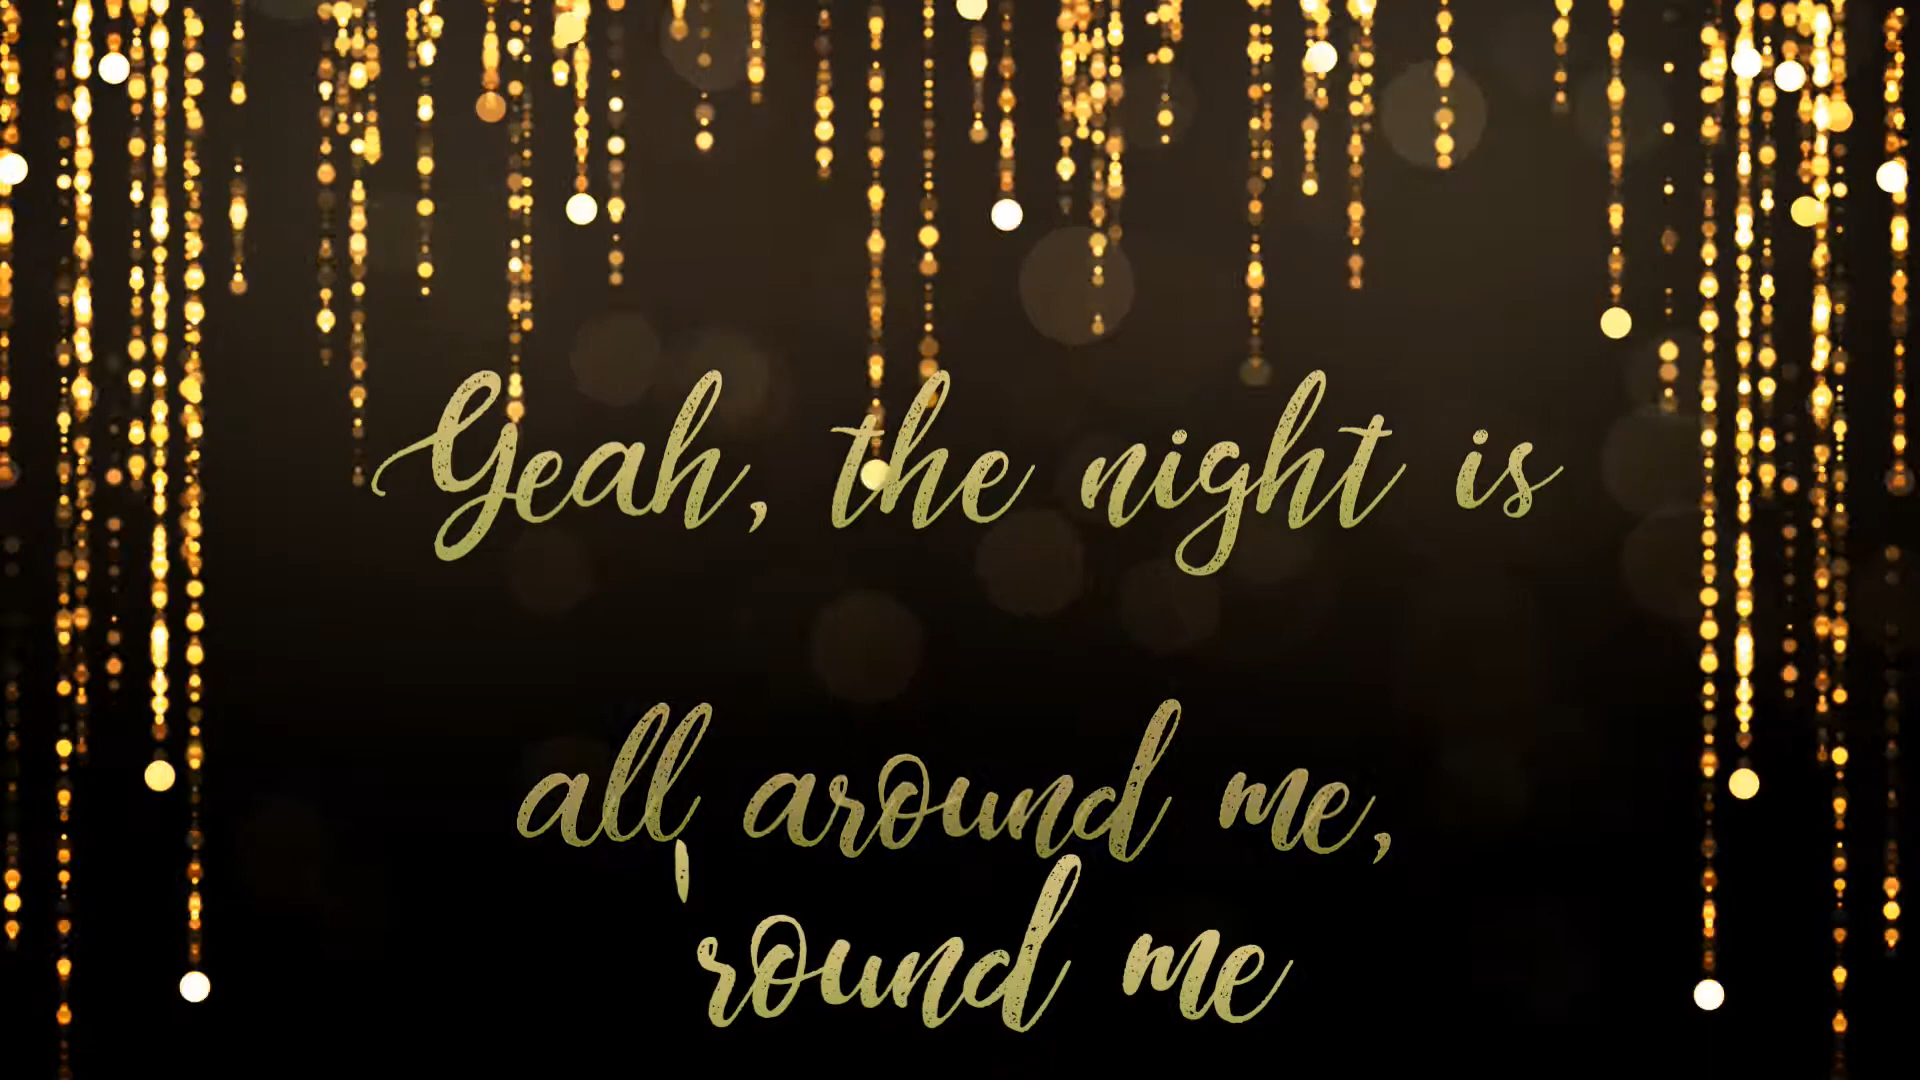 Yeah, the night is
all around me,
'round me